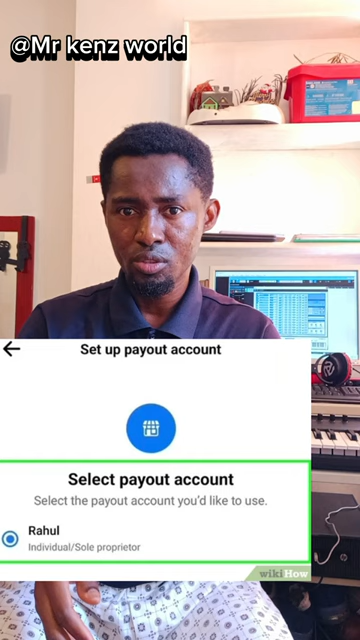 @Mr kenz world
Set up payout account
Select payout account
Select the payout account you'd like to use.
Rahul
Individual/Sole proprietor
wikiHow